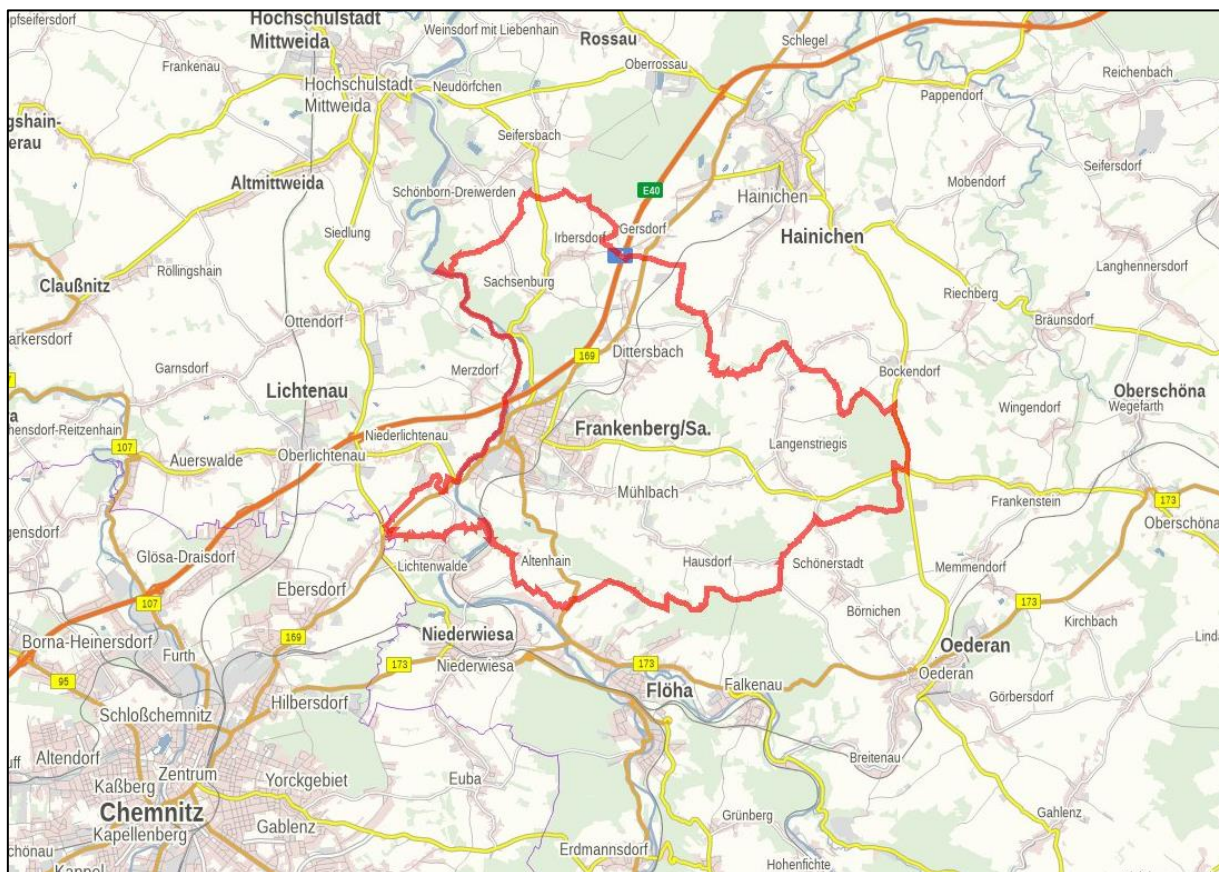 Hochschulstadt
Mittweida
Weinsdorf mit Liebenhain
Rossau
Schlegel
Frankenau
Oberrossau
Reichenbach
Hochschulstadt
Mittweida
Neudörfchen
Pappendorf
Seifersbach
Seifersdorf
Altmittweida
Schönborn-Dreiwerden
E40
Hainichen
Mobendorf
Siedlung
Irbersdorf
Gersdorf
Hainichen
Röllingshain
Claußnitz
Sachsenburg
Langhennersdorf
Riechberg
Ottendorf
Bräunsdorf
Dittersbach
169
Garnsdorf
Merzdorf
Bockendorf
Lichtenau
Oberschöna
Wingendorf
Wegefarth
Niederlichtenau
Frankenberg/Sa.
107
Auerswalde
Oberlichtenau
Langenstriegis
Mühlbach
Frankenstein
173
Oberschöna
Glösa-Draisdorf
Altenhain
Hausdorf
Lichtenwalde
Schönerstadt
Memmendorf
Ebersdorf
107
173
Börnichen
Kirchbach
Borna-Heinersdorf
169
Niederwiesa
Furth
173
Niederwiesa
173
Oederan
Oederan
95
Flöha
Falkenau
Görbersdorf
Hilbersdorf
Schloßchemnitz
Altendorf
Breitenau
Zentrum
Kaßberg
Yorckgebiet
Euba
Chemnitz
Kapellenberg
Gablenz
Grünberg
Gahlenz
Erdmannsdorf
Hohenfichte